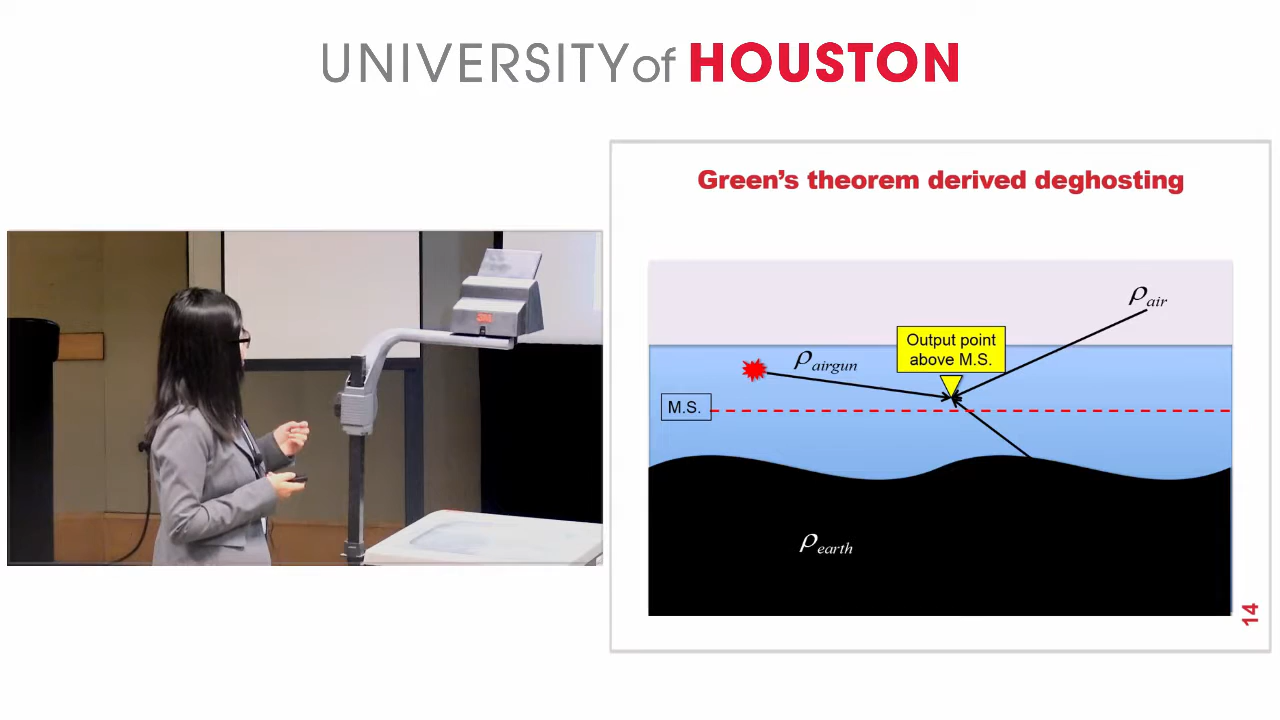 UNIVERSITY of HOUSTON
Green's theorem derived deghosting
ρair
Output point
above M.S.
ρairgun
M.S.
ρearth
14